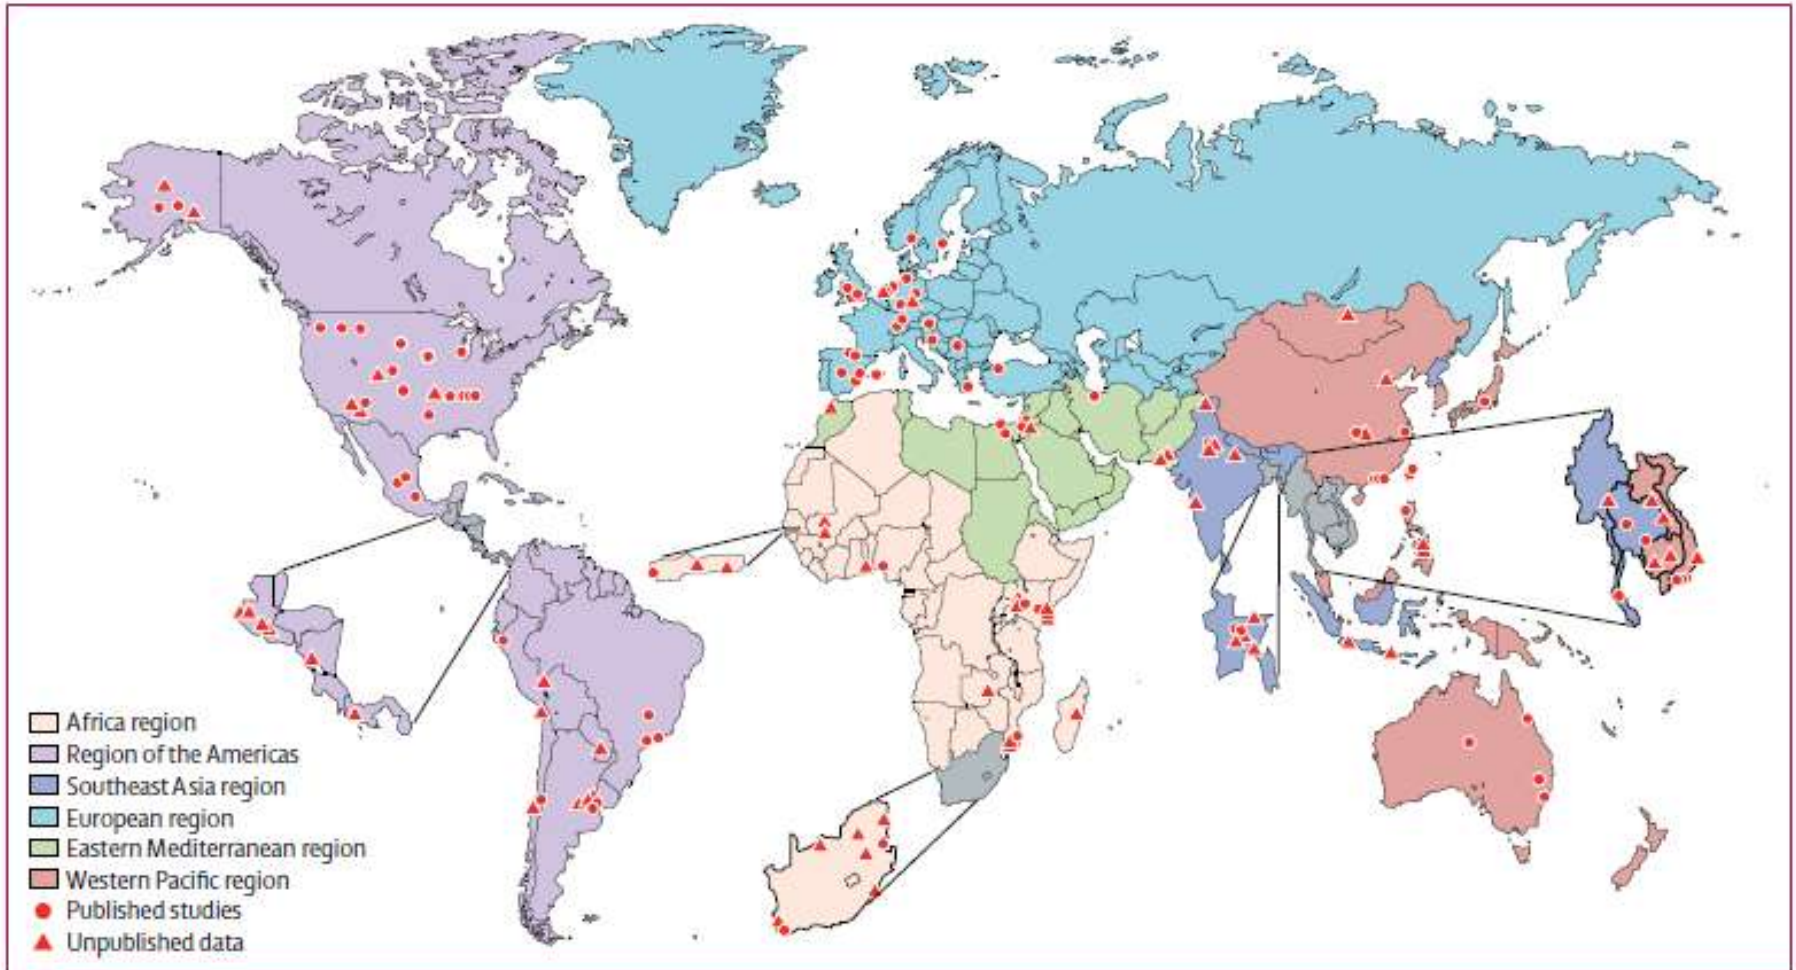 Africa region
Region of the Americas
Southeast Asia region
European region
Eastern Mediterranean region
Western Pacific region
Published studies
Unpublished data